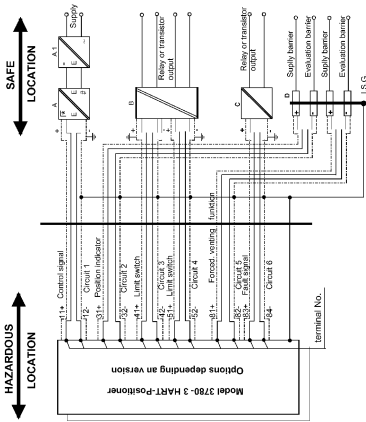 SAFE
LOCATION
Supply
A.1
A
Relay or transistor
output
B
Relay or transistor
output
C
Suplly barrier
Evaluation barrier
Supply barrier
Evaluation barrier
D
I.S.G.
HAZARDOUS
LOCATION
11+ Control signal
12- Circuit 1
31+ Position indicator
32- Circuit 2
41+ Limit switch
42- Circuit 3
51+ Limit switch
52- Circuit 4
81+ Forced. venting function
82- Circuit 5
83+ Fault signal
84- Circuit 6
terminal No.
Model 3780-3 HART-Positioner
Options depending an version